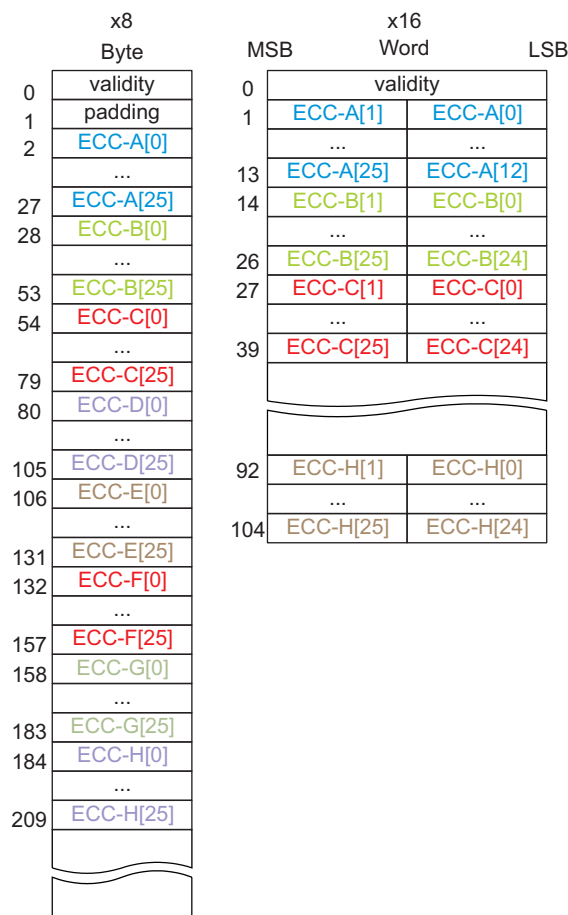 x8
Byte
0 validity
1 padding
2 ECC-A[0]
...
27 ECC-A[25]
28 ECC-B[0]
...
53 ECC-B[25]
54 ECC-C[0]
...
79 ECC-C[25]
80 ECC-D[0]
...
105 ECC-D[25]
106 ECC-E[0]
...
131 ECC-E[25]
132 ECC-F[0]
...
157 ECC-F[25]
158 ECC-G[0]
...
183 ECC-G[25]
184 ECC-H[0]
...
209 ECC-H[25]
x16
MSB Word LSB
0 validity
1 ECC-A[1] ECC-A[0]
... ...
13 ECC-A[25] ECC-A[12]
14 ECC-B[1] ECC-B[0]
... ...
26 ECC-B[25] ECC-B[24]
27 ECC-C[1] ECC-C[0]
... ...
39 ECC-C[25] ECC-C[24]
92 ECC-H[1] ECC-H[0]
... ...
104 ECC-H[25] ECC-H[24]